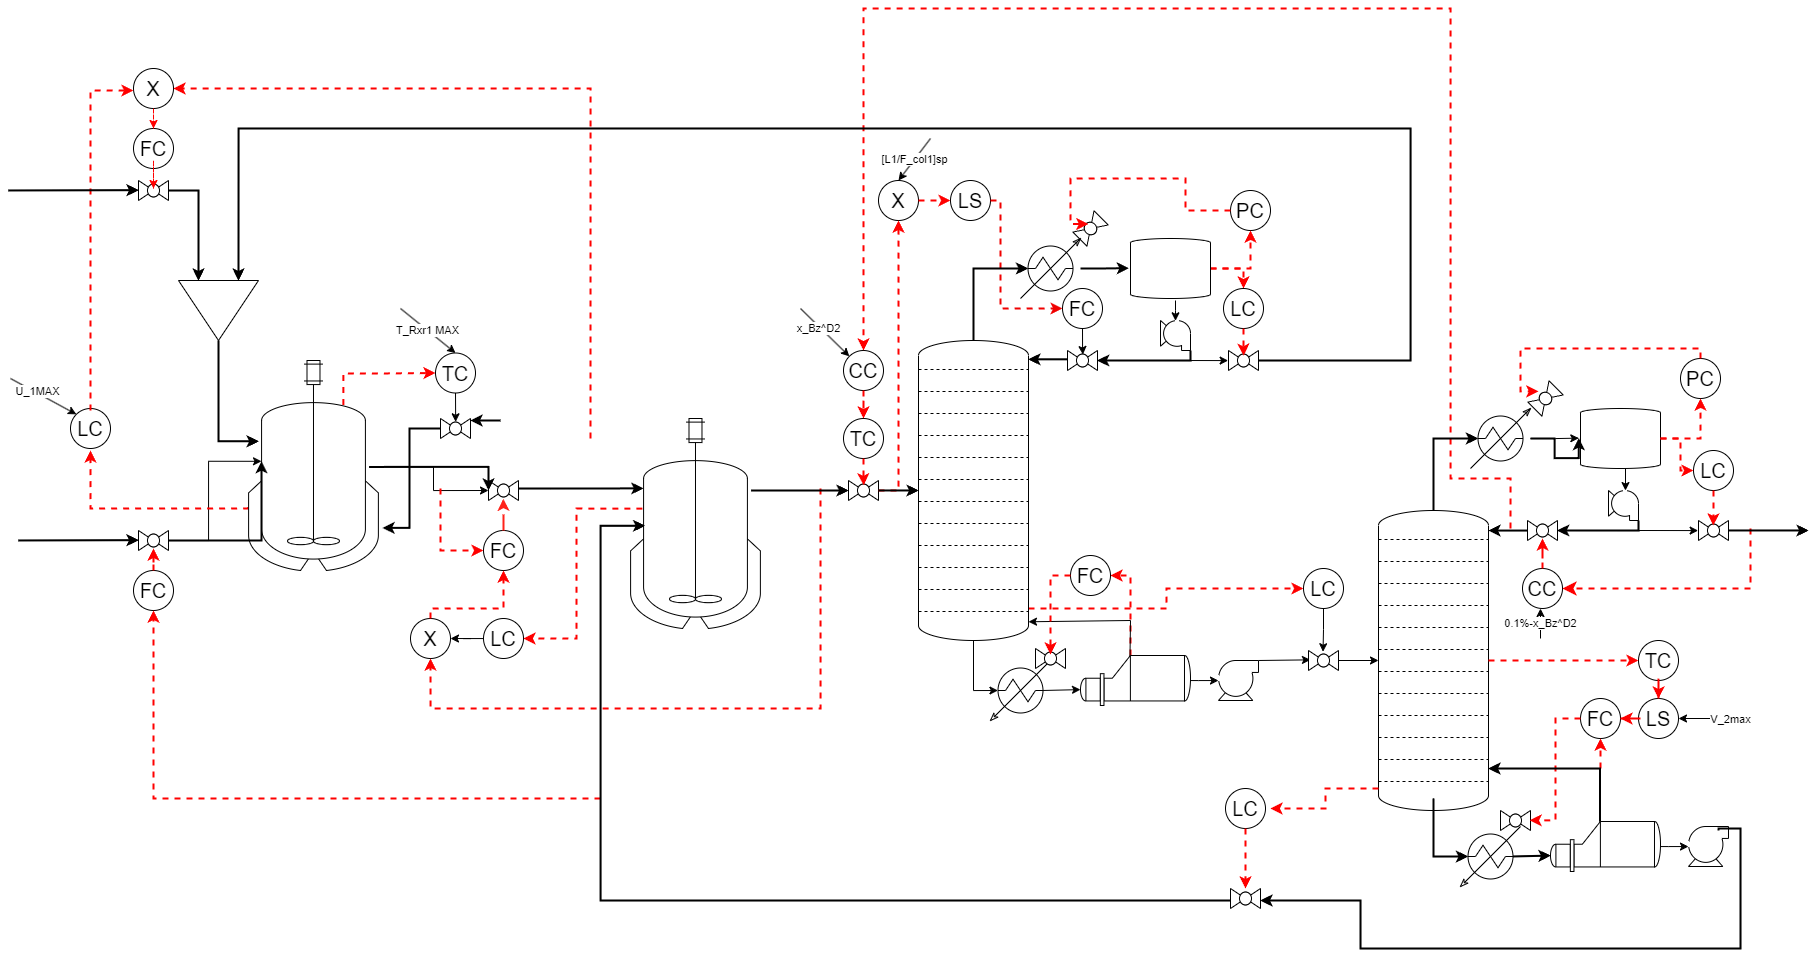 X
FC
[L1/F_col1]sp
X
LS
PC
FC
LC
T_Rxr1 MAX
TC
x_Bz^D2
CC
TC
U_1MAX
LC
PC
LC
FC
FC
X
LC
FC
LC
CC
0.1%-x_Bz^D2
TC
FC
LS
V_2max
LC